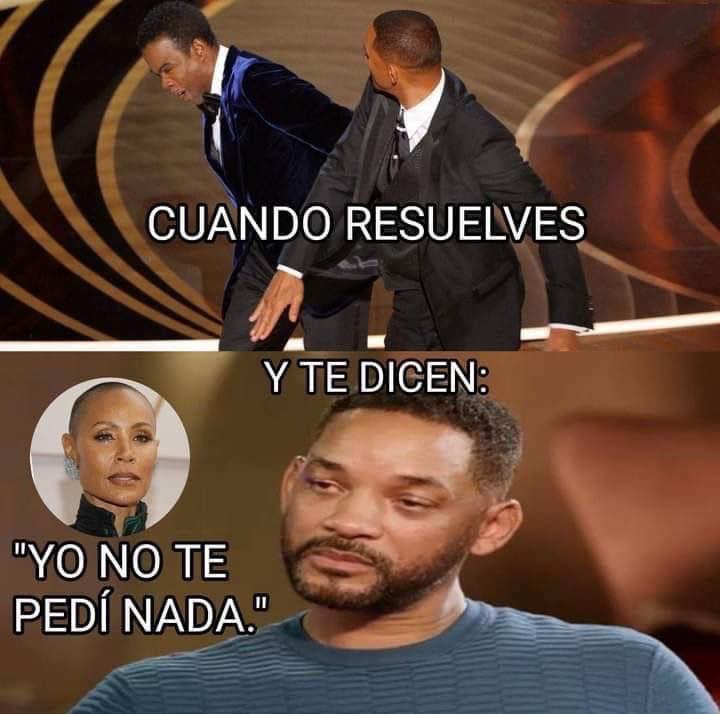 CUANDO RESUELVES
Y TE DICEN:
"YO NO TE
PEDÍ NADA."